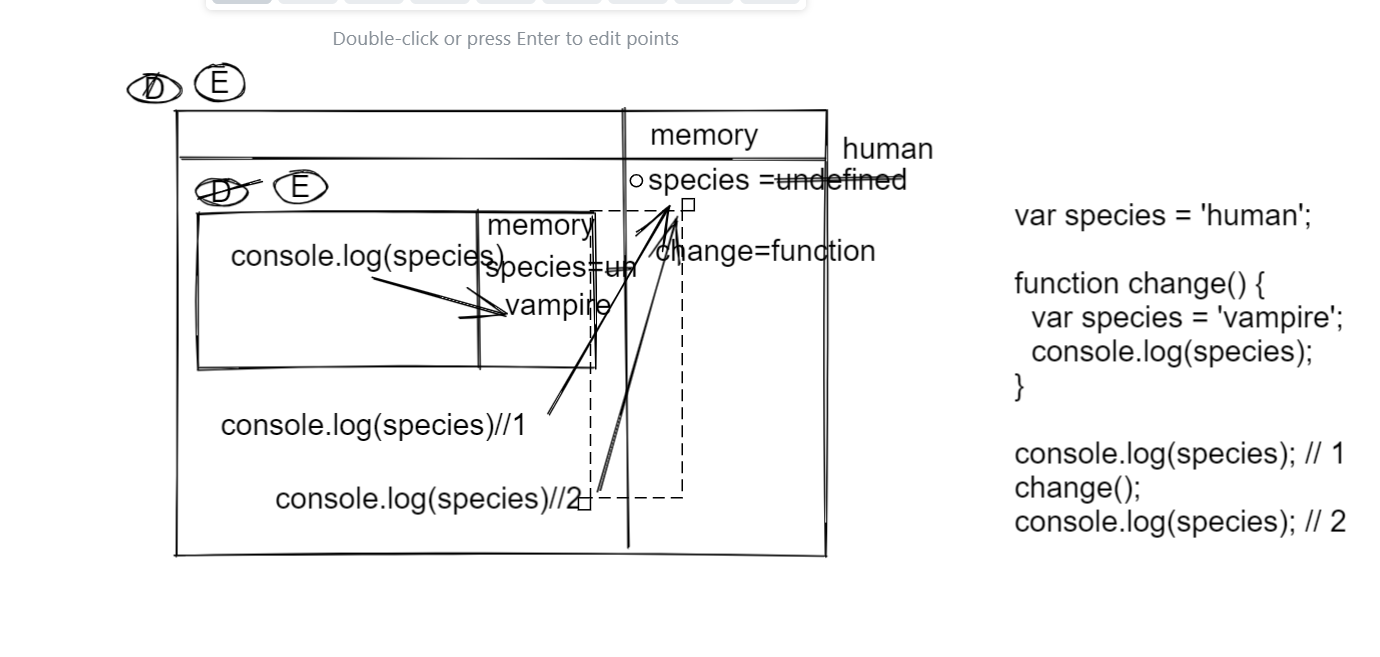 Double-click or press Enter to edit points
D E
memory
human
species =undefined
D E
memory
console.log(species)
species=un
change=function
vampire
console.log(species)//1
console.log(species)//2
var species = 'human';
function change() {
var species = 'vampire';
console.log(species);
}
console.log(species); // 1
change();
console.log(species); // 2